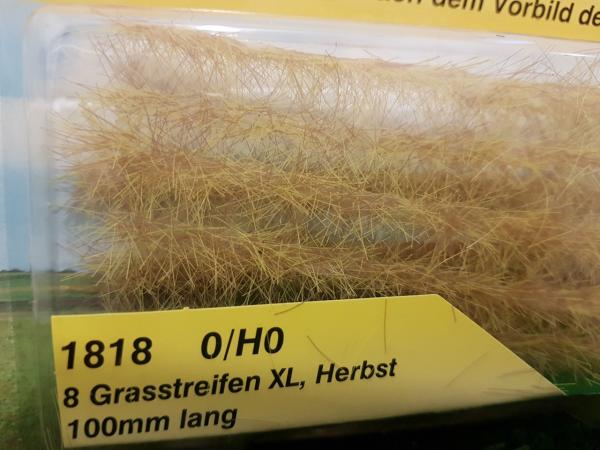 dem Vorbild de
1818 0/H0
8 Grasstreifen XL, Herbst
100mm lang